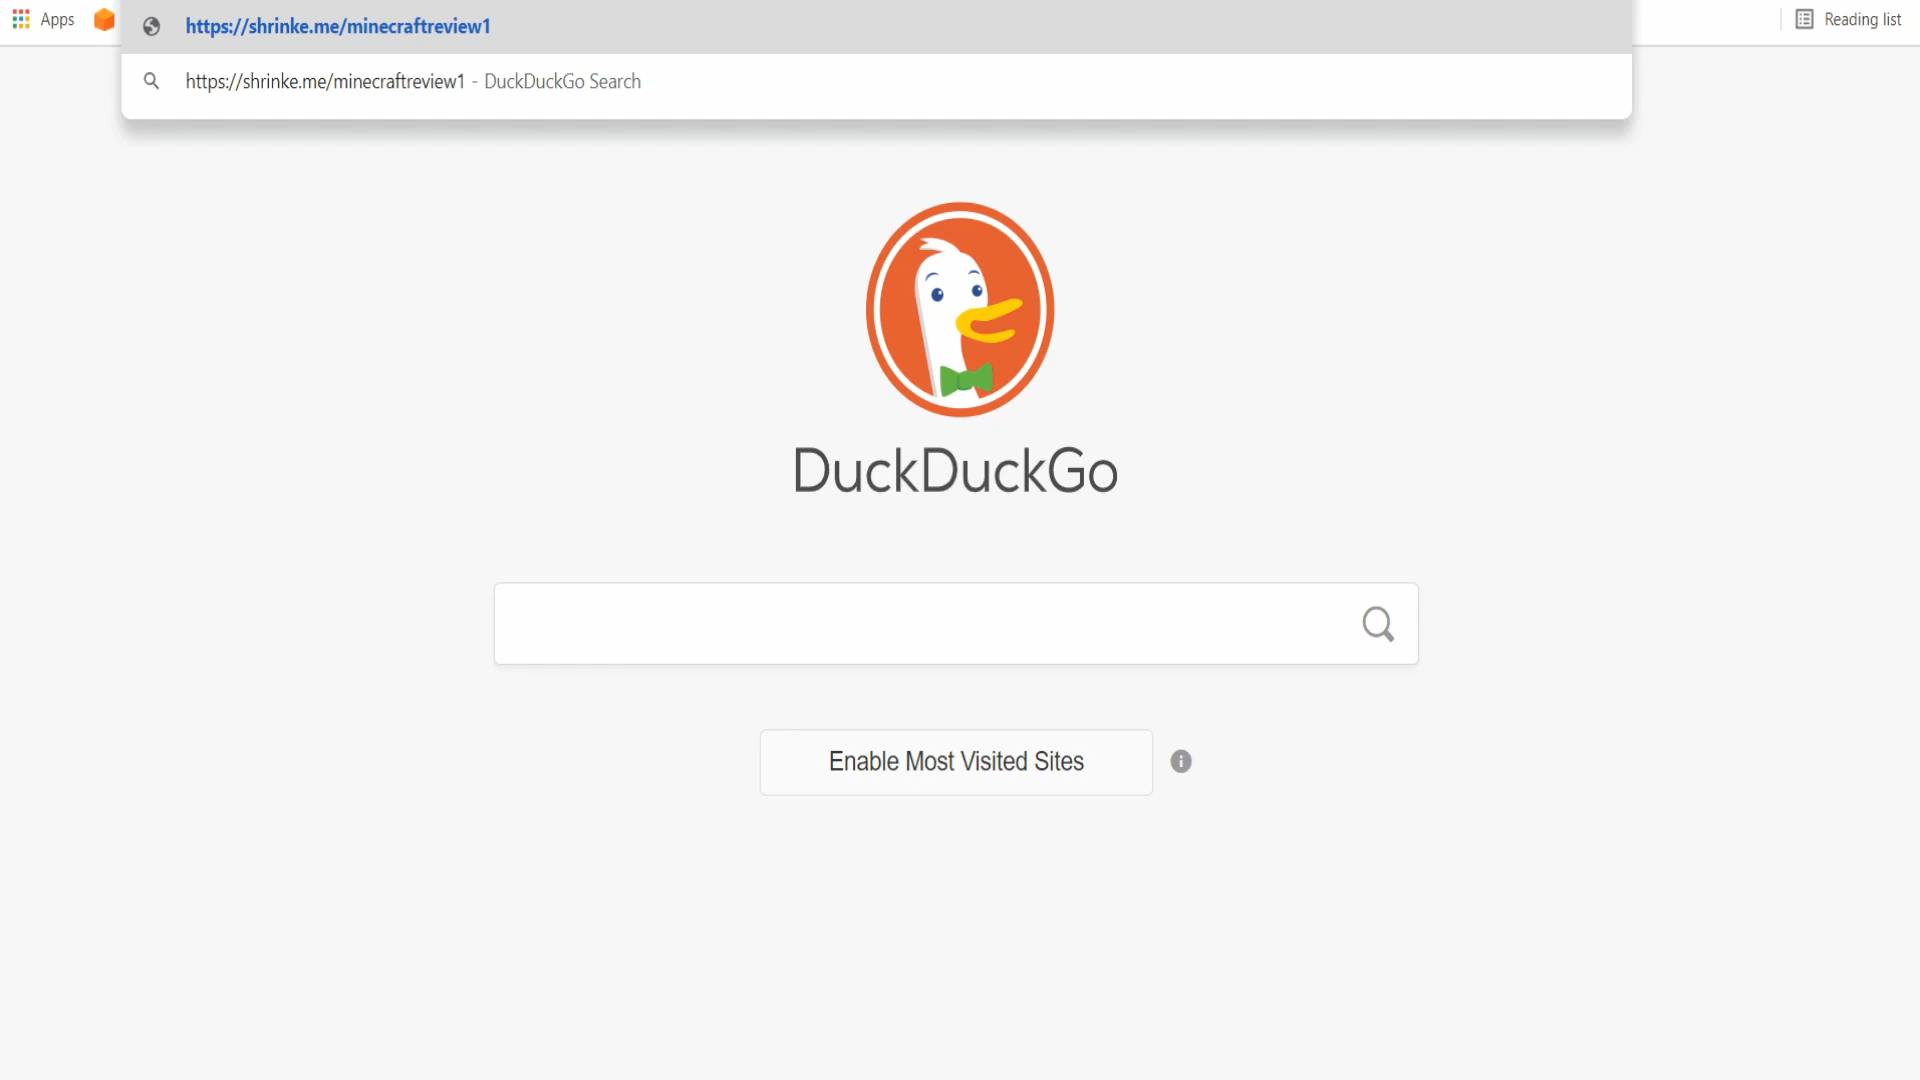 Apps
https://shrinke.me/minecraftreview1
Reading list
https://shrinke.me/minecraftreview1 - DuckDuckGo Search
DuckDuckGo
Enable Most Visited Sites